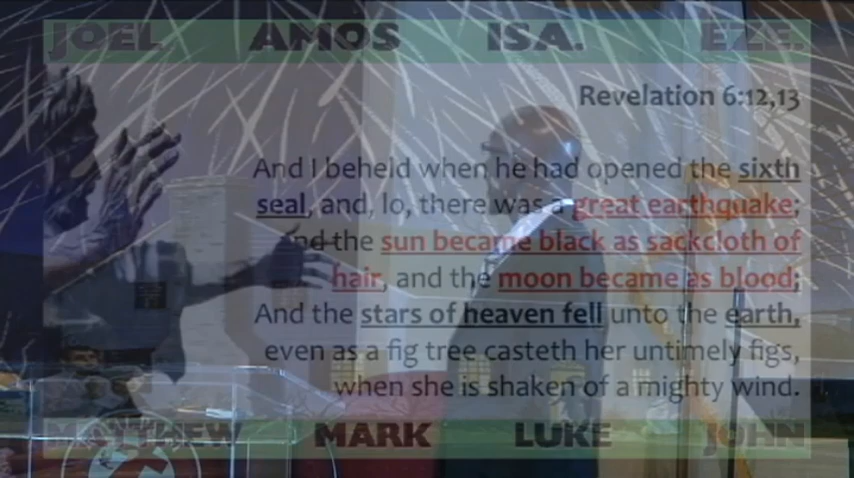 JOEL AMOS ISA. EZE.
Revelation 6:12,13
And I beheld when he had opened the sixth
seal, and, lo, there was a great earthquake;
and the sun became black as sackcloth of
hair, and the moon became as blood;
And the stars of heaven fell unto the earth,
even as a fig tree casteth her untimely figs,
when she is shaken of a mighty wind.
MATTHEW MARK LUKE JOHN